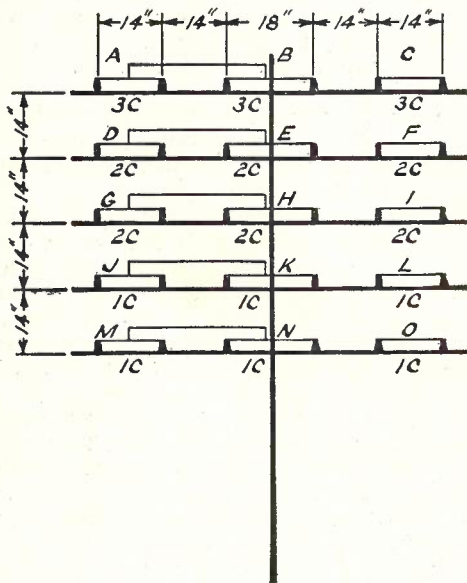 14" 14" 18" 14" 14"
A B C
3C 3C 3C
14"
D E F
2C 2C 2C
14"
G H I
2C 2C 2C
14"
J K L
1C 1C 1C
14"
M N O
1C 1C 1C